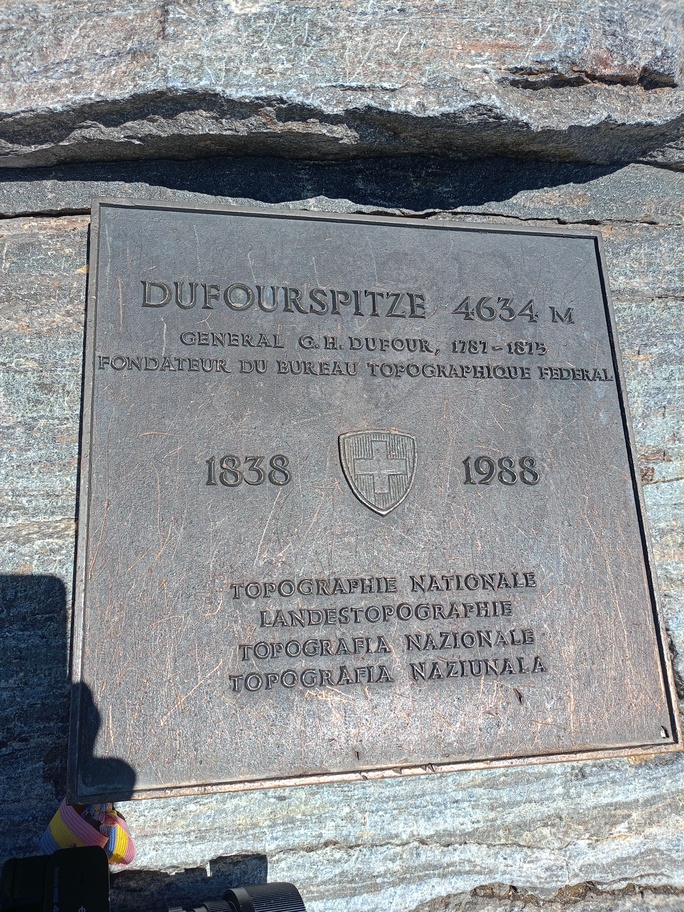 DUFOURSPITZE 4634 M
GENERAL G.H. DUFOUR, 1787-1875
FONDATEUR DU BUREAU TOPOGRAPHIQUE FEDERAL
1838 1988
TOPOGRAPHIE NATIONALE
LANDESTOPOGRAPHIE
TOPOGRAFIA NAZIONALE
TOPOGRAFIA NAZIUNALA